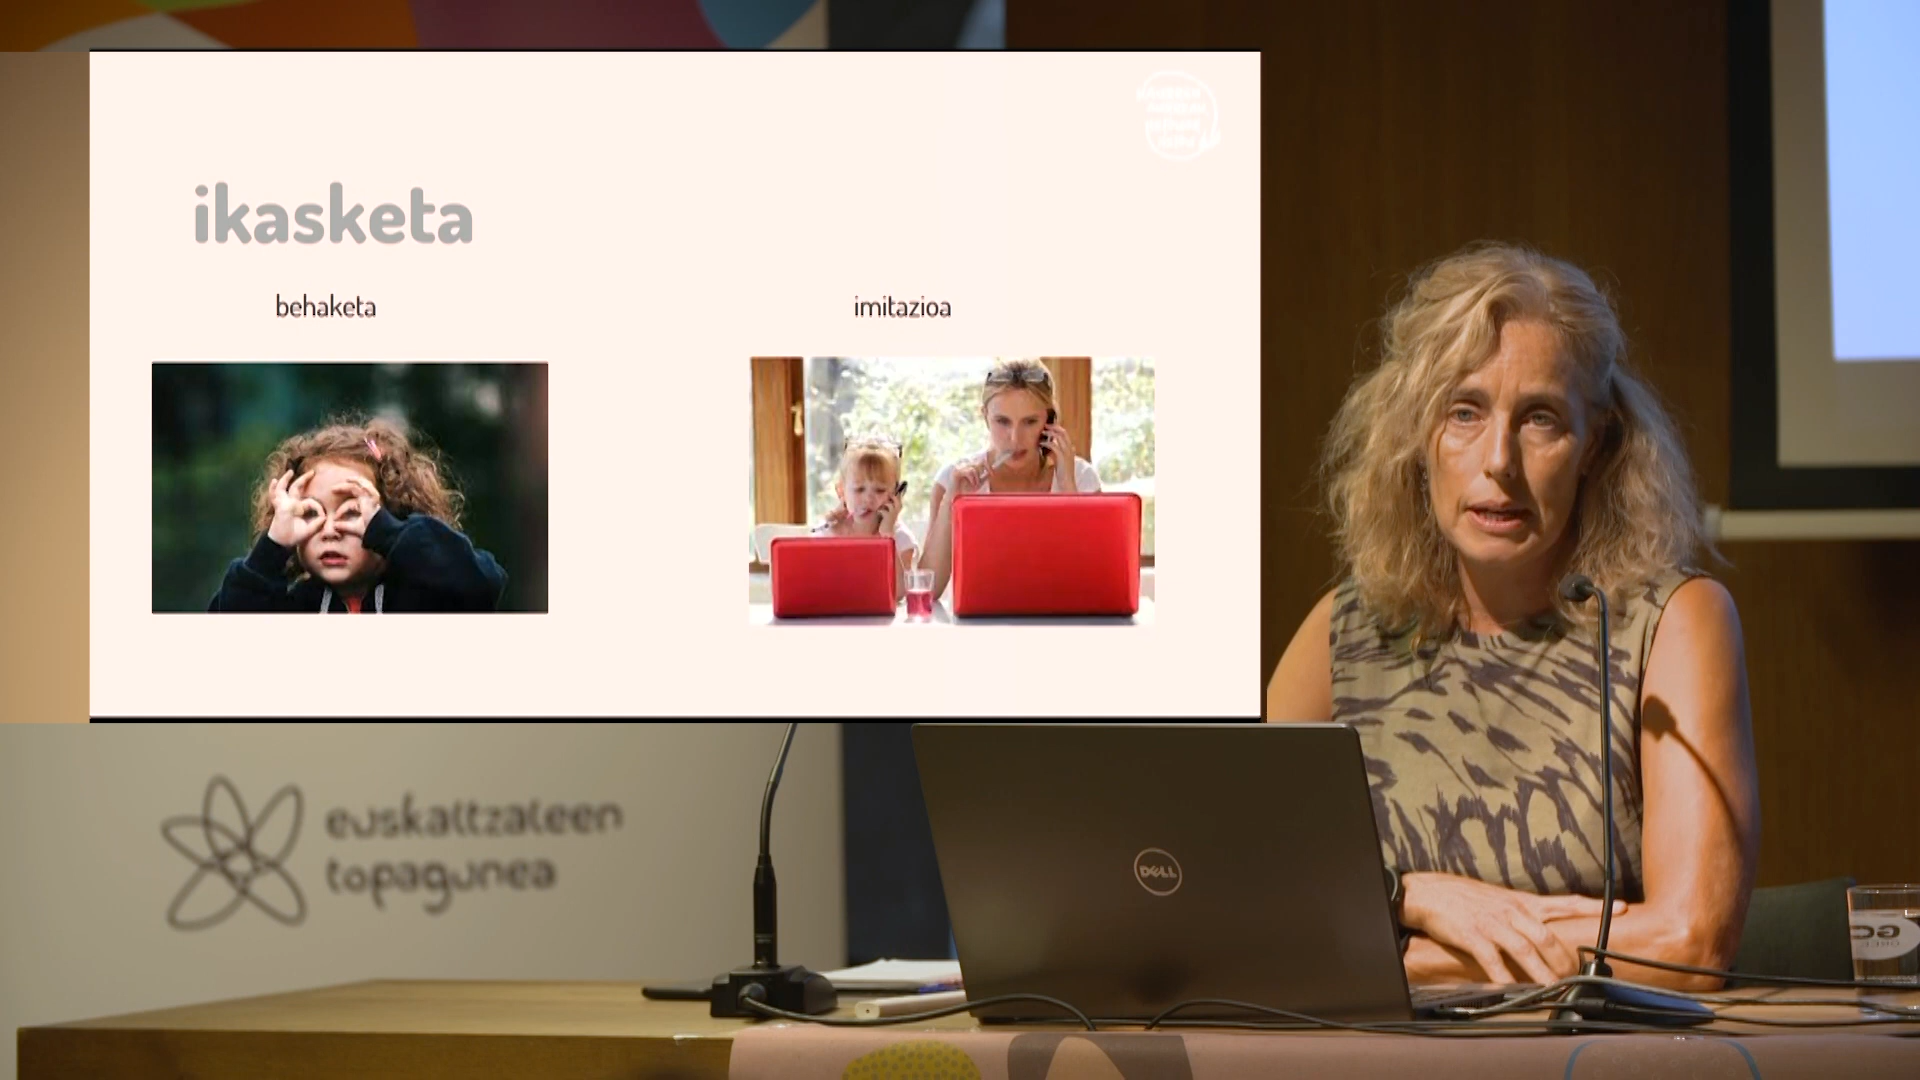 ikasketa
behaketa
imitazioa
euskaltzaleen
topagunea
DELL